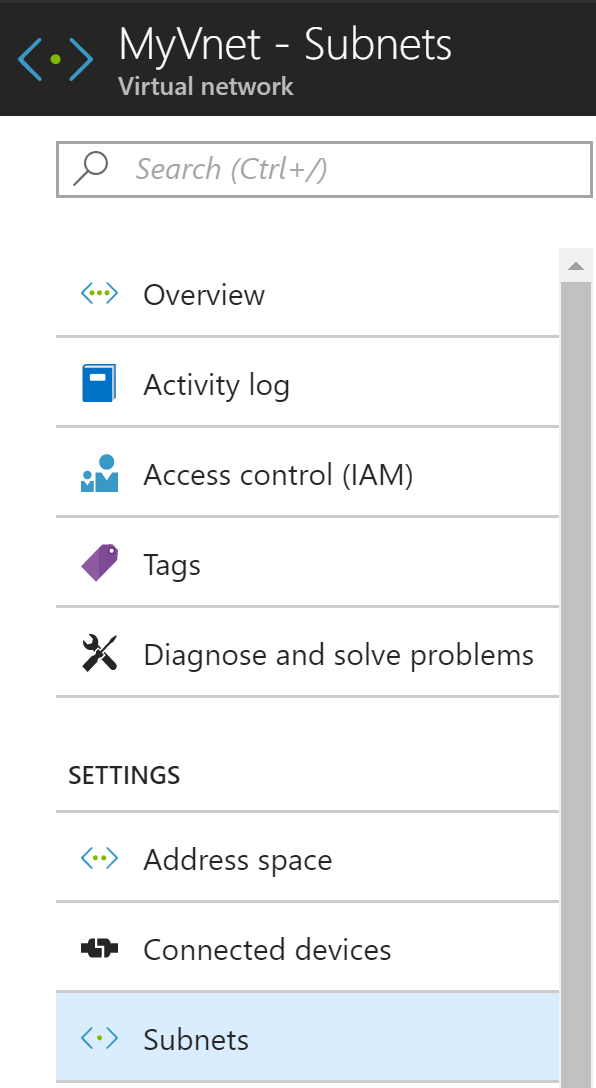 MyVnet - Subnets
Virtual network
Search (Ctrl+/)
Overview
Activity log
Access control (IAM)
Tags
Diagnose and solve problems
SETTINGS
Address space
Connected devices
Subnets